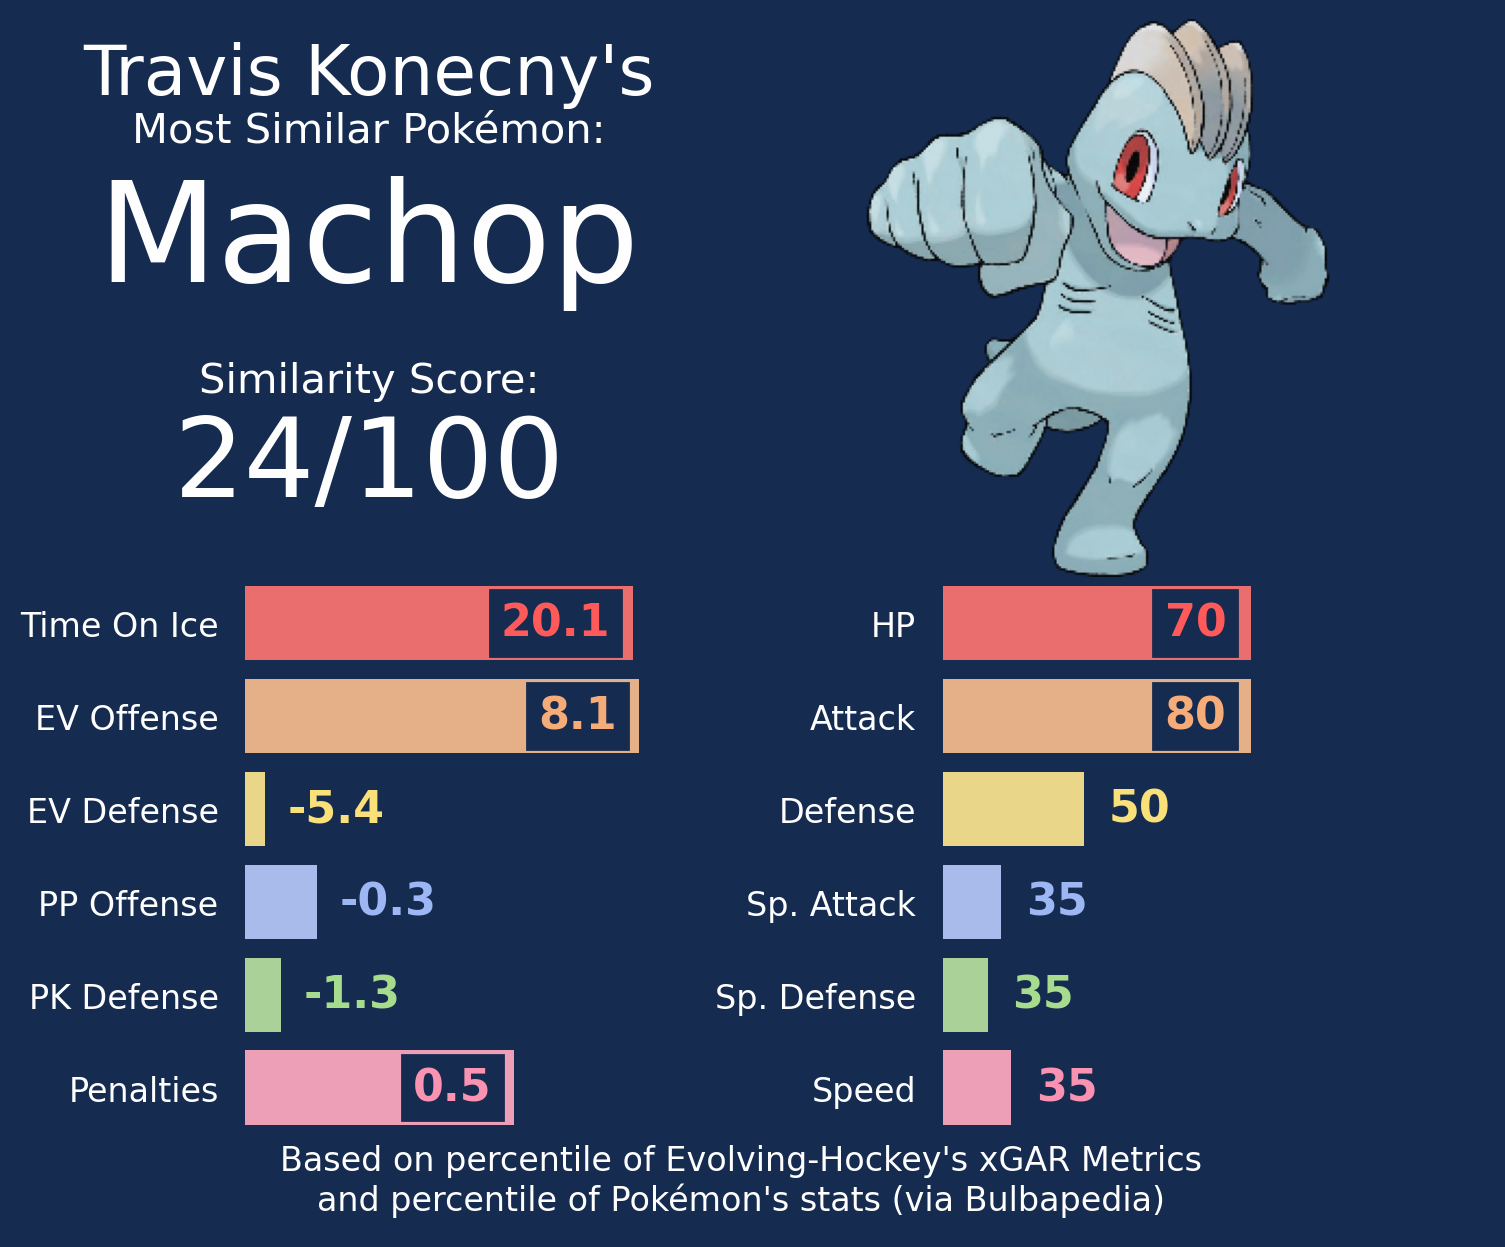 Travis Konecny's
Most Similar Pokémon:
Machop
Similarity Score:
24/100
Time On Ice 20.1
EV Offense 8.1
EV Defense -5.4
PP Offense -0.3
PK Defense -1.3
Penalties 0.5
HP 70
Attack 80
Defense 50
Sp. Attack 35
Sp. Defense 35
Speed 35
Based on percentile of Evolving-Hockey's xGAR Metrics
and percentile of Pokémon's stats (via Bulbapedia)